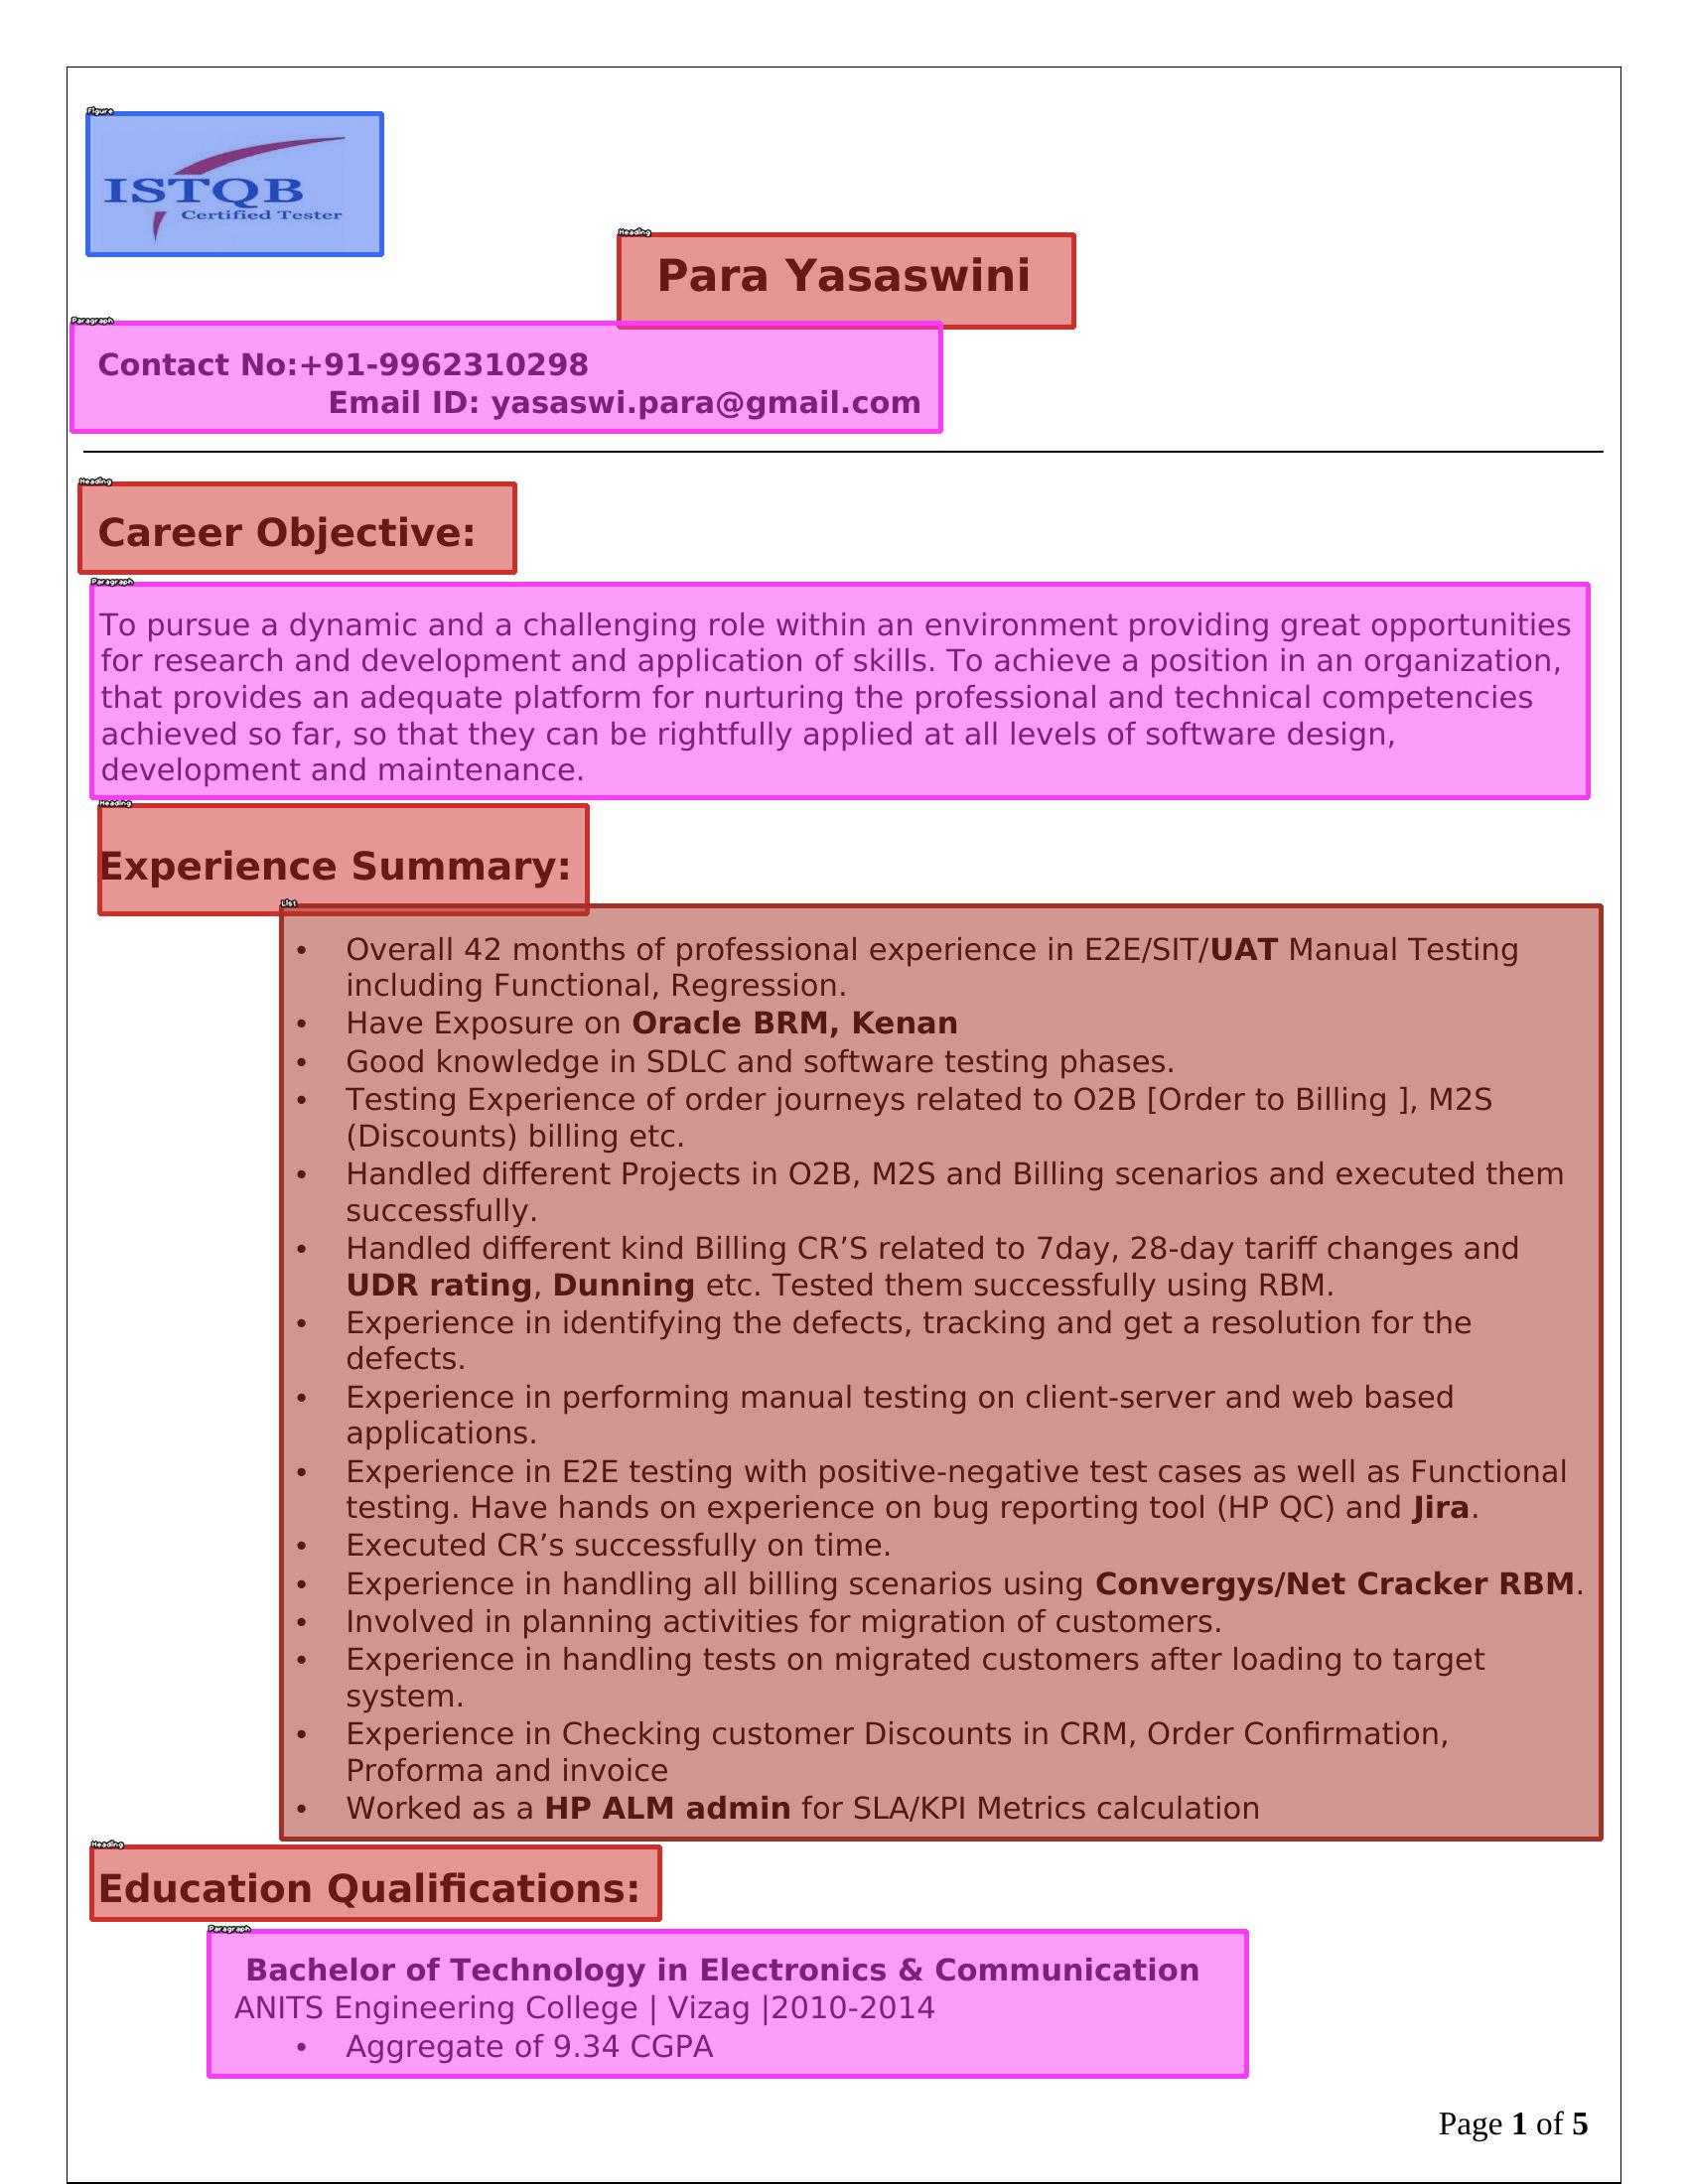 Figure
ISTQB
Certified Tester
Heading
Para Yasaswini
Paragraph
Contact No:+91-9962310298
Email ID: yasaswi.para@gmail.com
Heading
Career Objective:
Paragraph
To pursue a dynamic and a challenging role within an environment providing great opportunities
for research and development and application of skills. To achieve a position in an organization,
that provides an adequate platform for nurturing the professional and technical competencies
achieved so far, so that they can be rightfully applied at all levels of software design,
development and maintenance.
Heading
Experience Summary:
List
• Overall 42 months of professional experience in E2E/SIT/UAT Manual Testing
including Functional, Regression.
• Have Exposure on Oracle BRM, Kenan
• Good knowledge in SDLC and software testing phases.
• Testing Experience of order journeys related to O2B [Order to Billing ], M2S
(Discounts) billing etc.
• Handled different Projects in O2B, M2S and Billing scenarios and executed them
successfully.
• Handled different kind Billing CR’S related to 7day, 28-day tariff changes and
UDR rating, Dunning etc. Tested them successfully using RBM.
• Experience in identifying the defects, tracking and get a resolution for the
defects.
• Experience in performing manual testing on client-server and web based
applications.
• Experience in E2E testing with positive-negative test cases as well as Functional
testing. Have hands on experience on bug reporting tool (HP QC) and Jira.
• Executed CR’s successfully on time.
• Experience in handling all billing scenarios using Convergys/Net Cracker RBM.
• Involved in planning activities for migration of customers.
• Experience in handling tests on migrated customers after loading to target
system.
• Experience in Checking customer Discounts in CRM, Order Confirmation,
Proforma and invoice
• Worked as a HP ALM admin for SLA/KPI Metrics calculation
Heading
Education Qualifications:
Paragraph
Bachelor of Technology in Electronics & Communication
ANITS Engineering College | Vizag |2010-2014
• Aggregate of 9.34 CGPA
Page 1 of 5